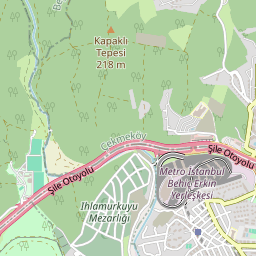 Kapaklı
Tepesi
218 m
Çekmeköy
Şile Otoyolu
Metro İstanbul
Behiç Erkin
Yerleşkesi
Şile Otoyolu
Ihlamurkuyu
Mezarlığı